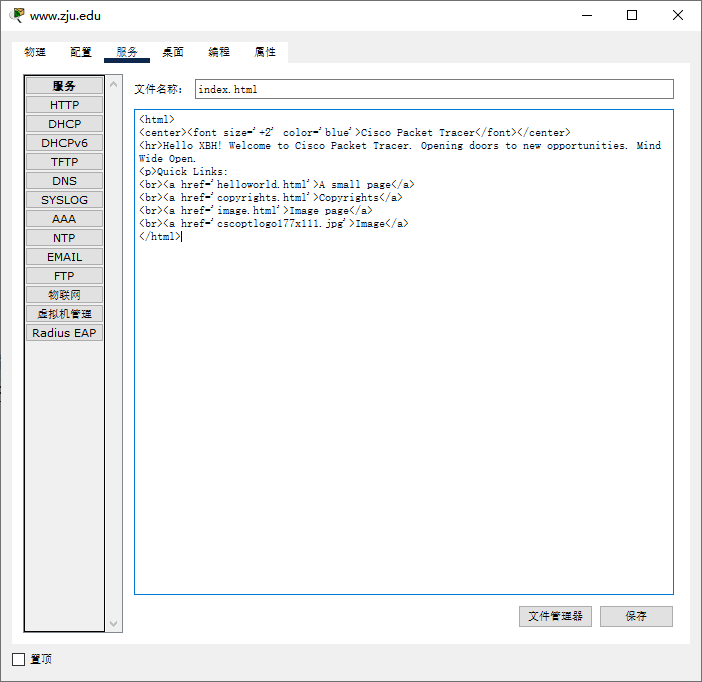 www.zju.edu
物理 配置 服务 桌面 编程 属性
服务
HTTP
DHCP
DHCPv6
TFTP
DNS
SYSLOG
AAA
NTP
EMAIL
FTP
物联网
虚拟机管理
Radius EAP
文件名称: index.html
<html>
<center><font size='+2' color='blue'>Cisco Packet Tracer</font></center>
<hr>Hello XBH! Welcome to Cisco Packet Tracer. Opening doors to new opportunities. Mind
Wide Open.
<p>Quick Links:
<br><a href='helloworld.html'>A small page</a>
<br><a href='copyrights.html'>Copyrights</a>
<br><a href='image.html'>Image page</a>
<br><a href='cscoptlogo177x111.jpg'>Image</a>
</html>
文件管理器 保存
置顶